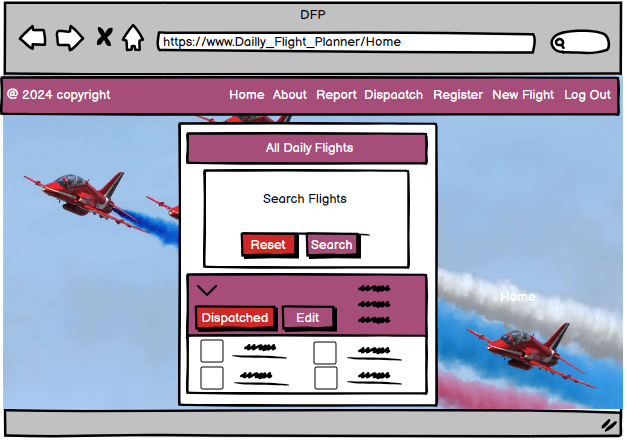 DFP
https://www.Dailly_Flight_Planner/Home
@ 2024 copyright Home About Report Dispaatch Register New Flight Log Out
All Daily Flights
Search Flights
Reset Search
Home
Dispatched Edit